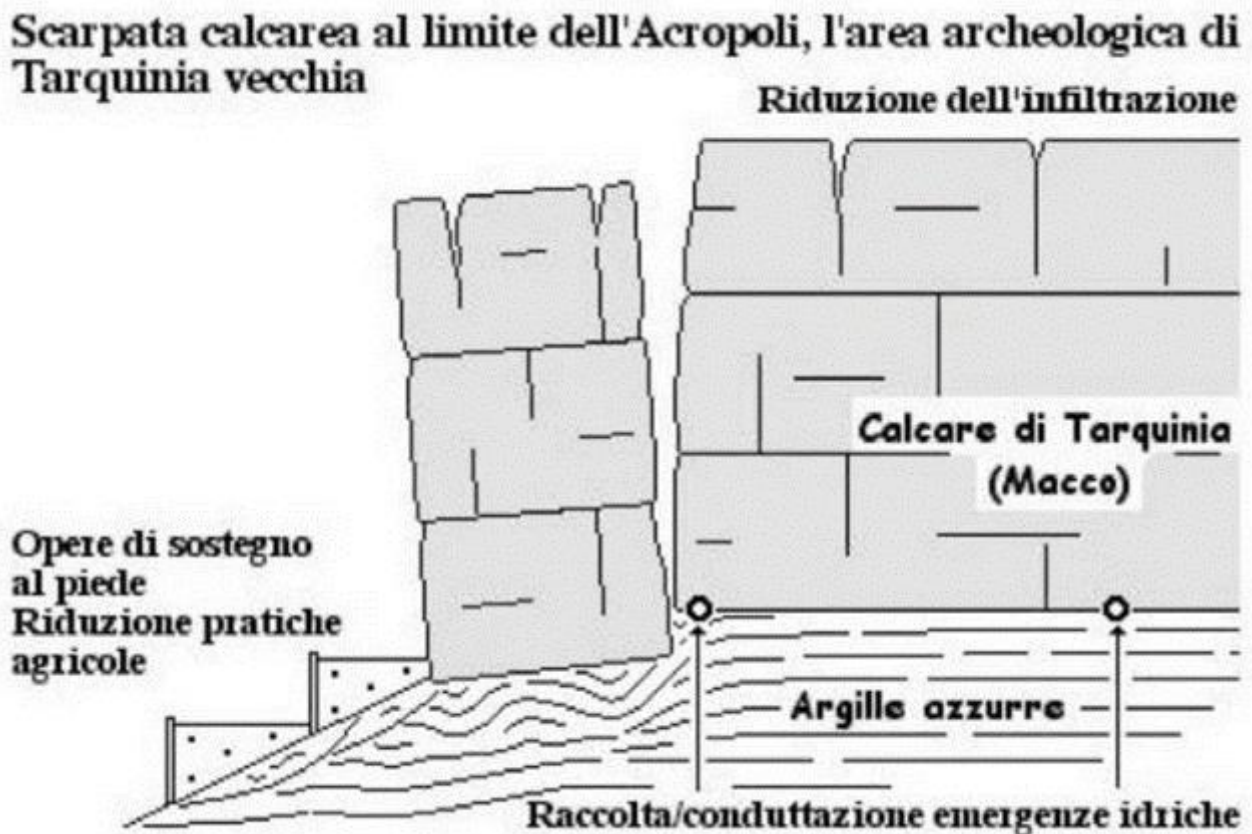 Scarpata calcarea al limite dell'Acropoli, l'area archeologica di
Tarquinia vecchia
Riduzione dell'infiltrazione
Calcare di Tarquinia
(Macco)
Opere di sostegno
al piede
Riduzione pratiche
agricole
Argille azzurre
Raccolta/conduttazione emergenze idriche